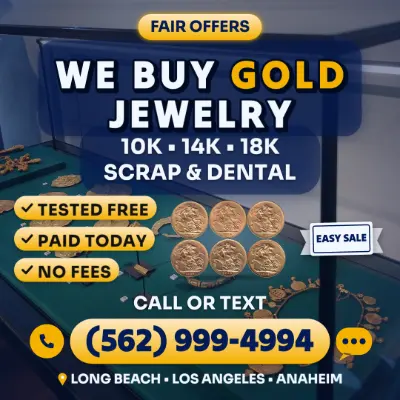 FAIR OFFERS
WE BUY GOLD
JEWELRY
10K ▪ 14K ▪ 18K
SCRAP & DENTAL
✓ TESTED FREE
✓ PAID TODAY
✓ NO FEES
EASY SALE
CALL OR TEXT
(562) 999-4994
LONG BEACH ▪ LOS ANGELES ▪ ANAHEIM